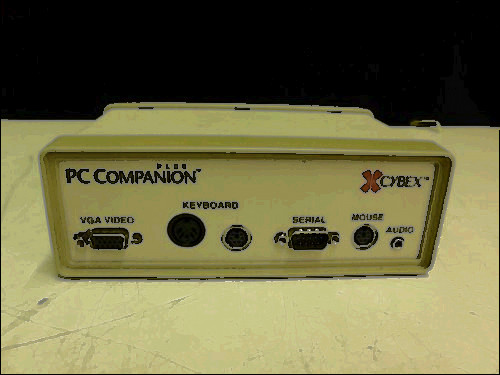 PLUS
PC COMPANION™
CYBEX™
KEYBOARD
VGA VIDEO
SERIAL
MOUSE
AUDIO